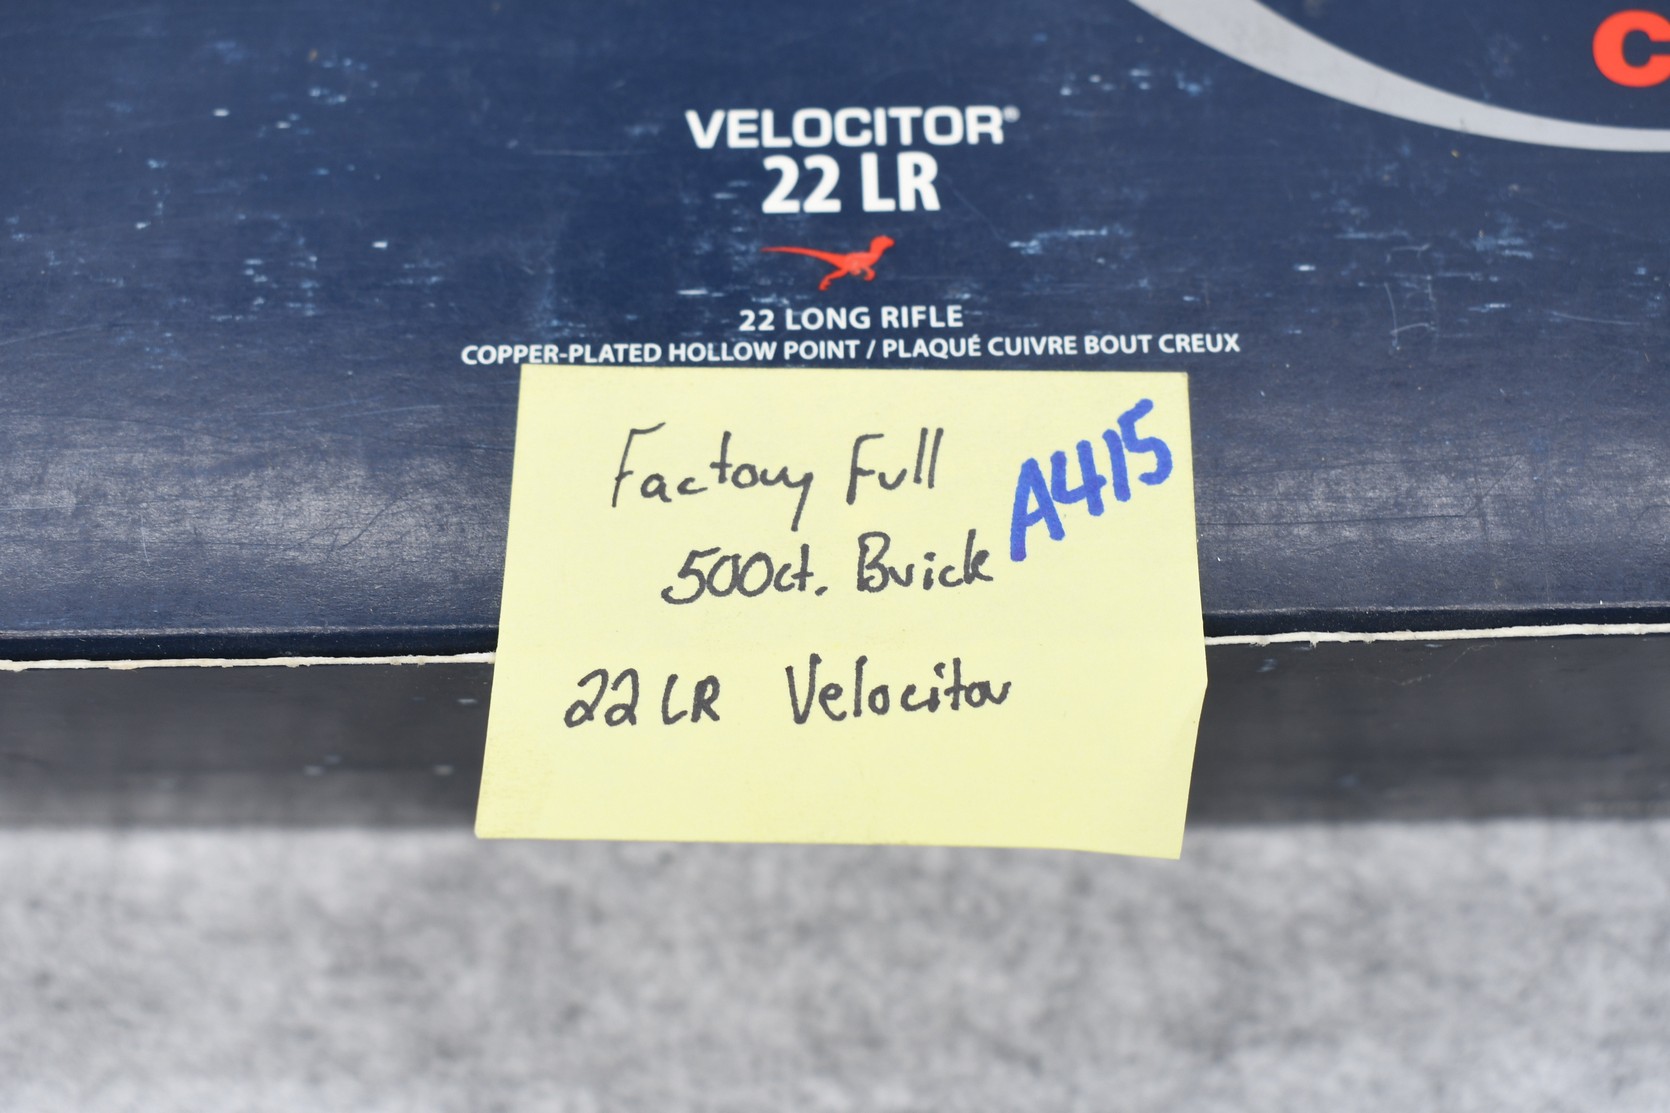 C
VELOCITOR®
22 LR
22 LONG RIFLE
COPPER-PLATED HOLLOW POINT / PLAQUÉ CUIVRE BOUT CREUX
Factory Full
A415
500ct. Brick
22 LR Velocitor